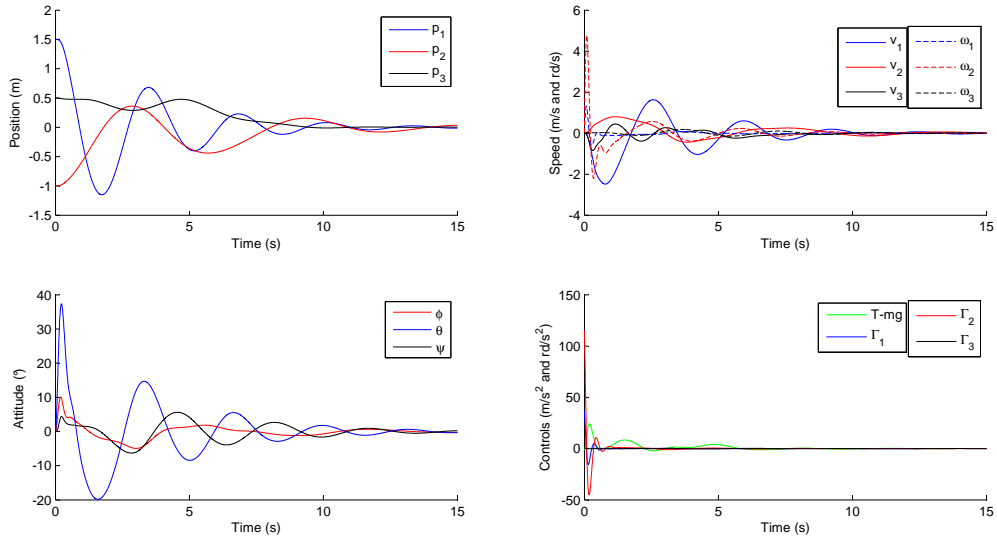 Position (m)
1.5
1
0.5
0
-0.5
-1
-1.5
0
5
10
15
Time (s)
p1
p2
p3
Speed (m/s and rd/s)
6
4
2
0
-2
-4
0
5
10
15
Time (s)
v1
v2
v3
ω1
ω2
ω3
Attitude (°)
40
30
20
10
0
-10
-20
0
5
10
15
Time (s)
ϕ
θ
ψ
Controls (m/s² and rd/s²)
150
100
50
0
-50
0
5
10
15
Time (s)
T-mg
Γ1
Γ2
Γ3